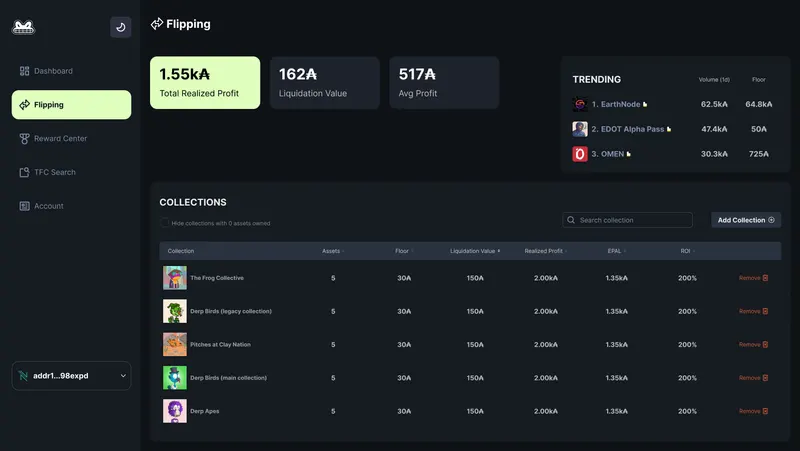 Flipping
1.55k₳
Total Realized Profit
162₳
Liquidation Value
517₳
Avg Profit
TRENDING
Volume (1d)
Floor
1. EarthNode
62.5k₳
64.8k₳
2. EDOT Alpha Pass
47.4k₳
50₳
3. OMEN
30.3k₳
725₳
Dashboard
Flipping
Reward Center
TFC Search
Account
addr1...98expd
COLLECTIONS
Hide collections with 0 assets owned
Search collection
Add Collection
Collection Assets Floor Liquidation Value Realized Profit EPAL ROI
The Frog Collective 5 30₳ 150₳ 2.00k₳ 1.35k₳ 200% Remove
Derp Birds (legacy collection) 5 30₳ 150₳ 2.00k₳ 1.35k₳ 200% Remove
Pitches at Clay Nation 5 30₳ 150₳ 2.00k₳ 1.35k₳ 200% Remove
Derp Birds (main collection) 5 30₳ 150₳ 2.00k₳ 1.35k₳ 200% Remove
Derp Apes 5 30₳ 150₳ 2.00k₳ 1.35k₳ 200% Remove